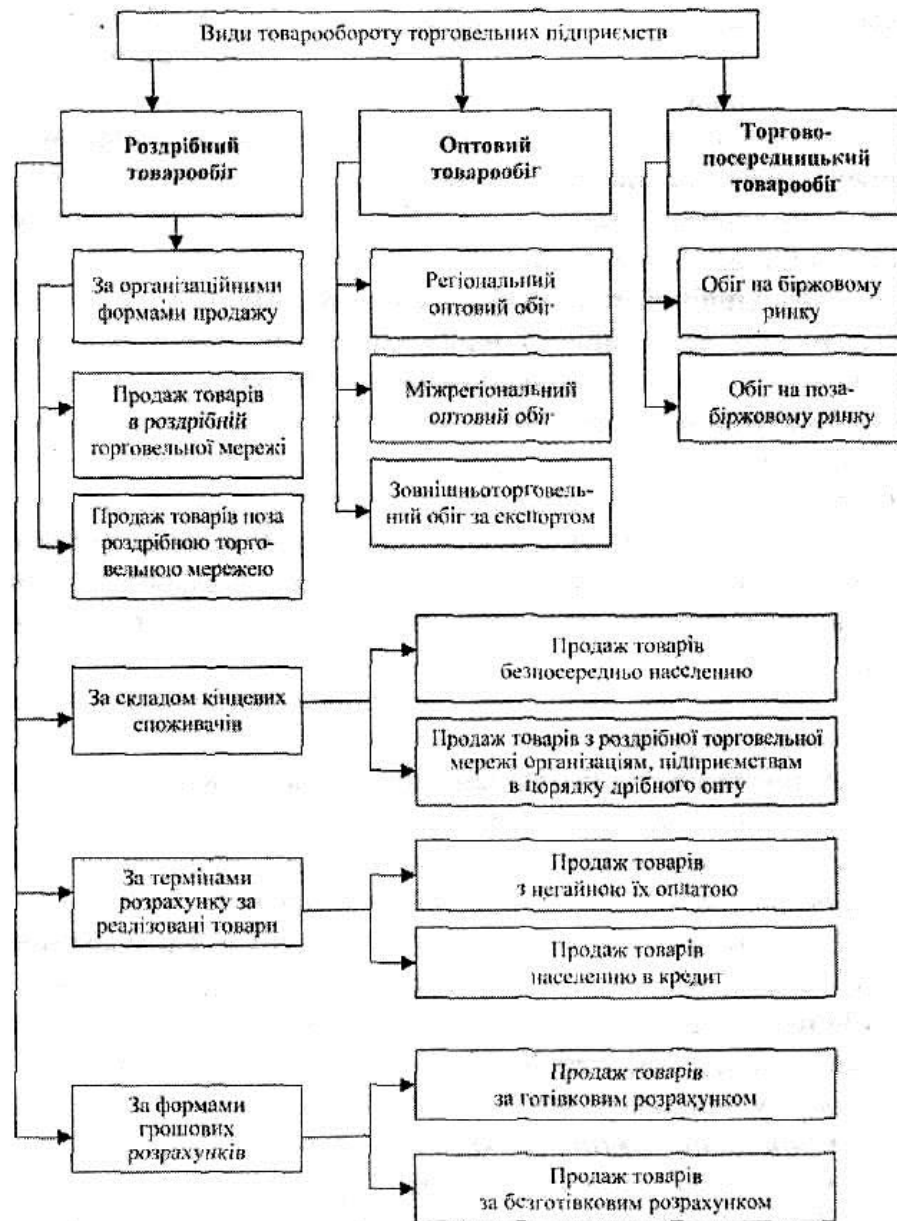 Види товарообороту торговельних підприємств
Роздрібний
товарообіг
Оптовий
товарообіг
Торгово-
посередницький
товарообіг
За організаційними
формами продажу
Регіональний
оптовий обіг
Обіг на біржовому
ринку
Продаж товарів
в роздрібній
торговельної мережі
Міжрегіональний
оптовий обіг
Обіг на поза-
біржовому ринку
Продаж товарів поза
роздрібною торго-
вельною мережею
Зовнішньоторговель-
ний обіг за експортом
За складом кінцевих
споживачів
Продаж товарів
безпосередньо населенню
Продаж товарів з роздрібної торговельної
мережі організаціям, підприємствам
в порядку дрібного опту
За термінами
розрахунку за
реалізовані товари
Продаж товарів
з негайною їх оплатою
Продаж товарів
населенню в кредит
За формами
грошових
розрахунків
Продаж товарів
за готівковим розрахунком
Продаж товарів
за безготівковим розрахунком